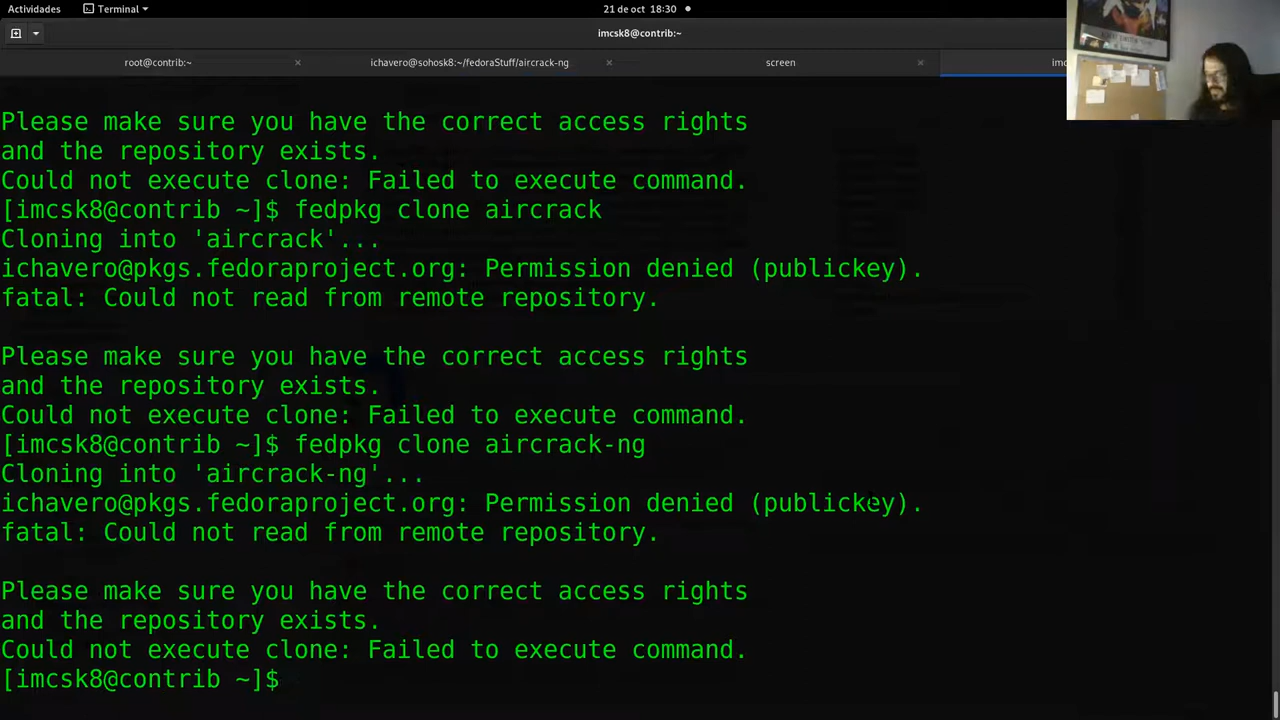 Actividades
Terminal
21 de oct 18:30
imcsk8@contrib:~
root@contrib:~
ichavero@sohosk8:~/fedoraStuff/aircrack-ng
screen
Please make sure you have the correct access rights
and the repository exists.
Could not execute clone: Failed to execute command.
[imcsk8@contrib ~]$ fedpkg clone aircrack
Cloning into 'aircrack'...
ichavero@pkgs.fedoraproject.org: Permission denied (publickey).
fatal: Could not read from remote repository.
Please make sure you have the correct access rights
and the repository exists.
Could not execute clone: Failed to execute command.
[imcsk8@contrib ~]$ fedpkg clone aircrack-ng
Cloning into 'aircrack-ng'...
ichavero@pkgs.fedoraproject.org: Permission denied (publickey).
fatal: Could not read from remote repository.
Please make sure you have the correct access rights
and the repository exists.
Could not execute clone: Failed to execute command.
[imcsk8@contrib ~]$